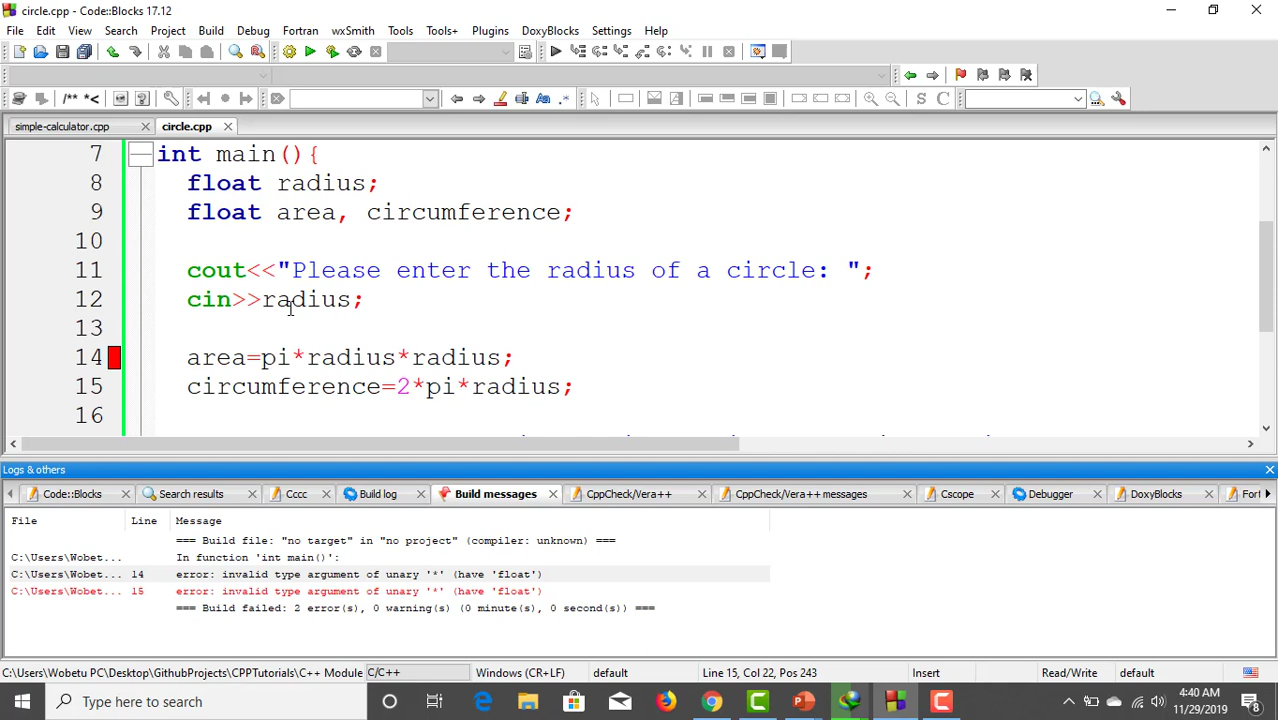 circle.cpp - Code::Blocks 17.12
File Edit View Search Project Build Debug Fortran wxSmith Tools Tools+ Plugins DoxyBlocks Settings Help
/** *<
S C
simple-calculator.cpp circle.cpp
7 int main(){
8 float radius;
9 float area, circumference;
10
11 cout<<"Please enter the radius of a circle: ";
12 cin>>radius;
13
14 area=pi*radius*radius;
15 circumference=2*pi*radius;
16
Logs & others
Code::Blocks Search results Cccc Build log Build messages CppCheck/Vera++ CppCheck/Vera++ messages Cscope Debugger DoxyBlocks Fort
File Line Message
=== Build file: "no target" in "no project" (compiler: unknown) ===
C:\Users\Wobet... In function 'int main()':
C:\Users\Wobet... 14 error: invalid type argument of unary '*' (have 'float')
C:\Users\Wobet... 15 error: invalid type argument of unary '*' (have 'float')
=== Build failed: 2 error(s), 0 warning(s) (0 minute(s), 0 second(s)) ===
C:\Users\Wobetu PC\Desktop\GithubProjects\CPPTutorials\C++ Module C/C++ Windows (CR+LF) default Line 15, Col 22, Pos 243 Insert Read/Write default
Type here to search
4:40 AM
11/29/2019
8